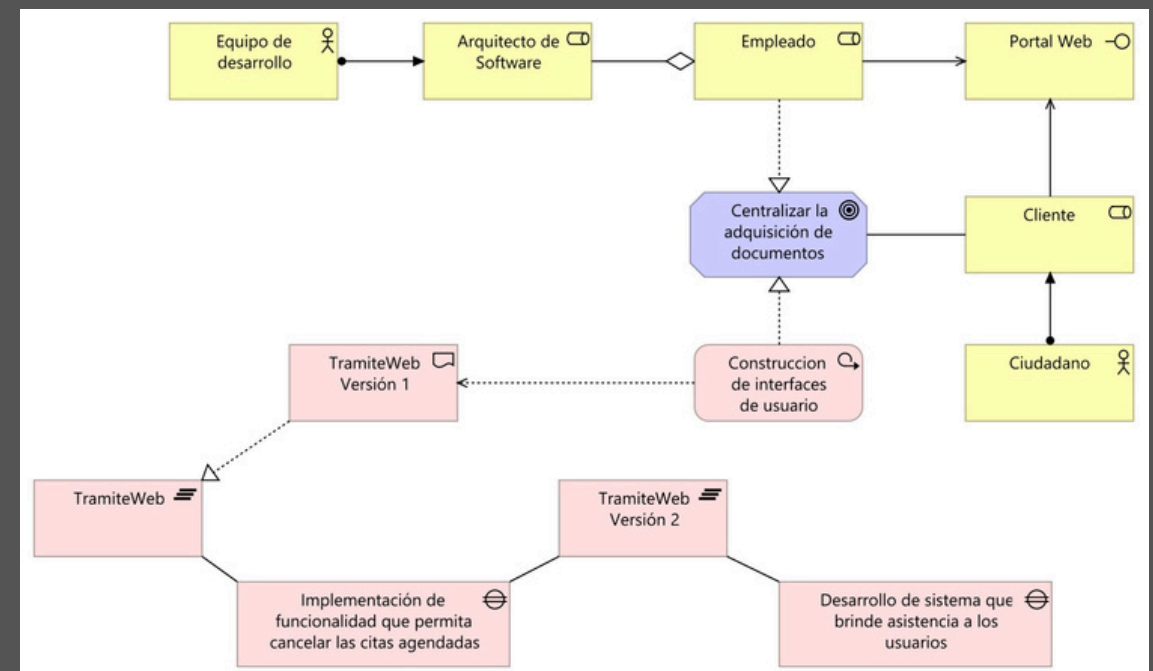 Equipo de
desarrollo
Arquitecto de
Software
Empleado
Portal Web
Centralizar la
adquisición de
documentos
Cliente
TramiteWeb
Versión 1
Construccion
de interfaces
de usuario
Ciudadano
TramiteWeb
TramiteWeb
Versión 2
Implementación de
funcionalidad que permita
cancelar las citas agendadas
Desarrollo de sistema que
brinde asistencia a los
usuarios